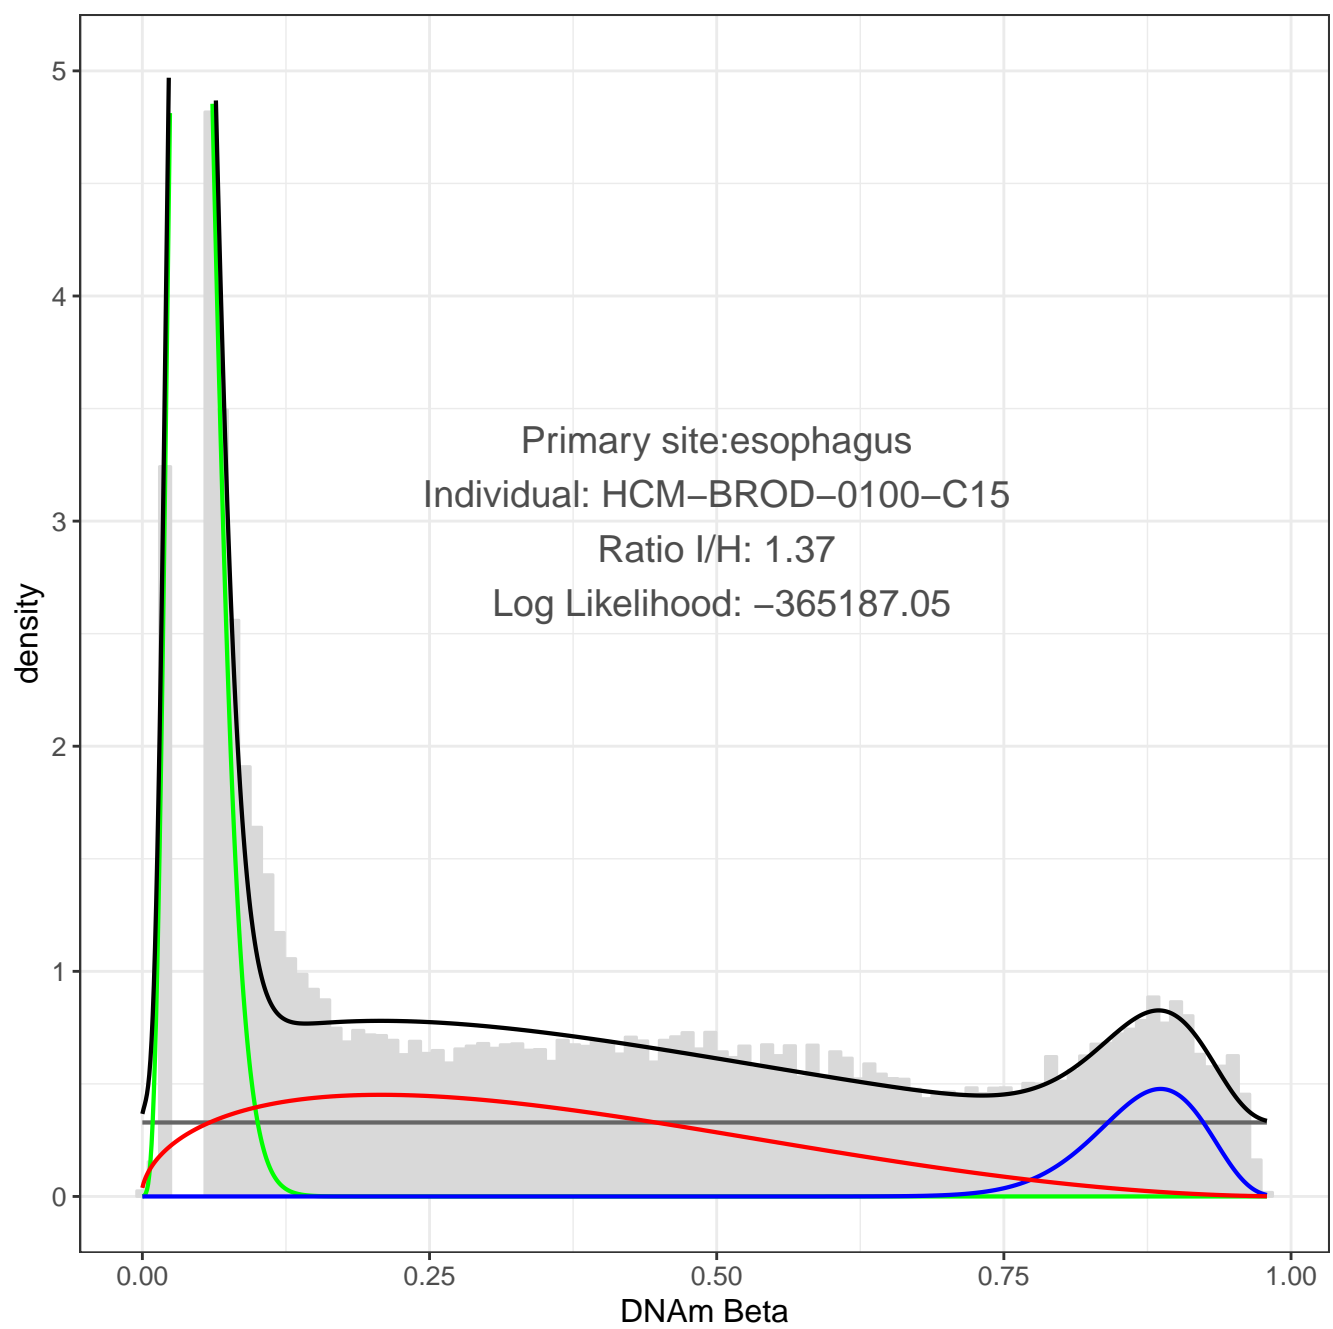 5
4
3
2
1
0
density
Primary site:esophagus
Individual: HCM−BROD−0100−C15
Ratio I/H: 1.37
Log Likelihood: −365187.05
0.00 0.25 0.50 0.75 1.00
DNAm Beta